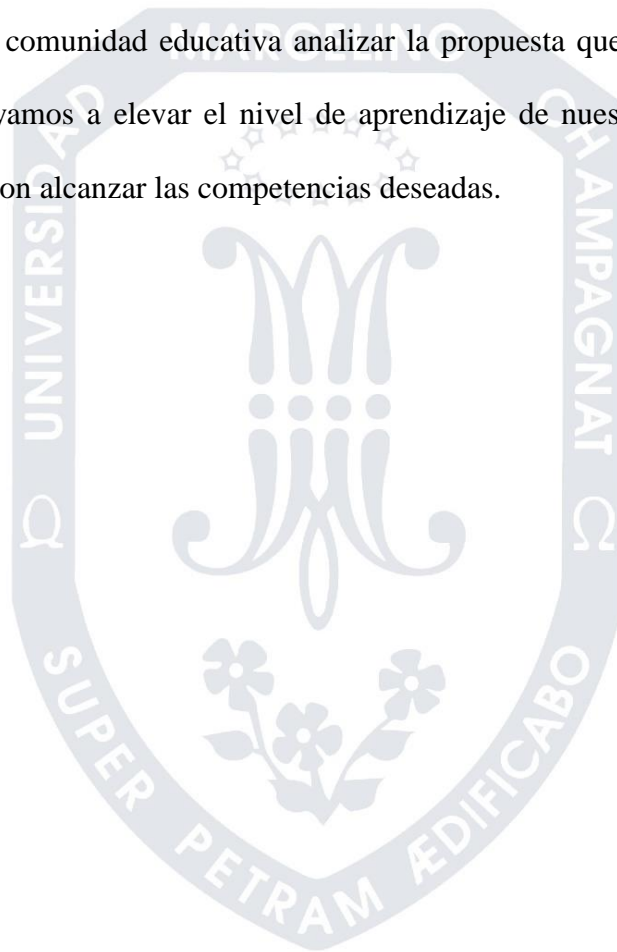 comunidad educativa analizar la propuesta que
yamos a elevar el nivel de aprendizaje de nues
on alcanzar las competencias deseadas.
UNIVERSIDAD MARCELINO CHAMPAGNAT
SUPER PETRAM ÆDIFICABO